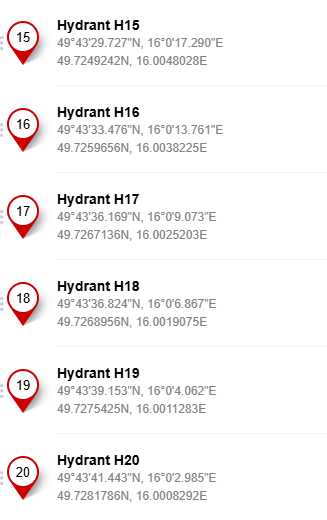 15
Hydrant H15
49°43'29.727"N, 16°0'17.290"E
49.7249242N, 16.0048028E
16
Hydrant H16
49°43'33.476"N, 16°0'13.761"E
49.7259656N, 16.0038225E
17
Hydrant H17
49°43'36.169"N, 16°0'9.073"E
49.7267136N, 16.0025203E
18
Hydrant H18
49°43'36.824"N, 16°0'6.867"E
49.7268956N, 16.0019075E
19
Hydrant H19
49°43'39.153"N, 16°0'4.062"E
49.7275425N, 16.0011283E
20
Hydrant H20
49°43'41.443"N, 16°0'2.985"E
49.7281786N, 16.0008292E